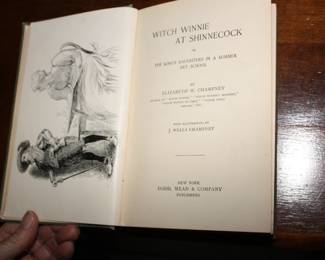 WITCH WINNIE
AT SHINNECOCK
OR
THE KING'S DAUGHTERS IN A SUMMER
ART SCHOOL
BY
ELIZABETH W. CHAMPNEY
WITH ILLUSTRATIONS BY
J. WELLS CHAMPNEY
NEW YORK
DODD, MEAD & COMPANY
PUBLISHERS